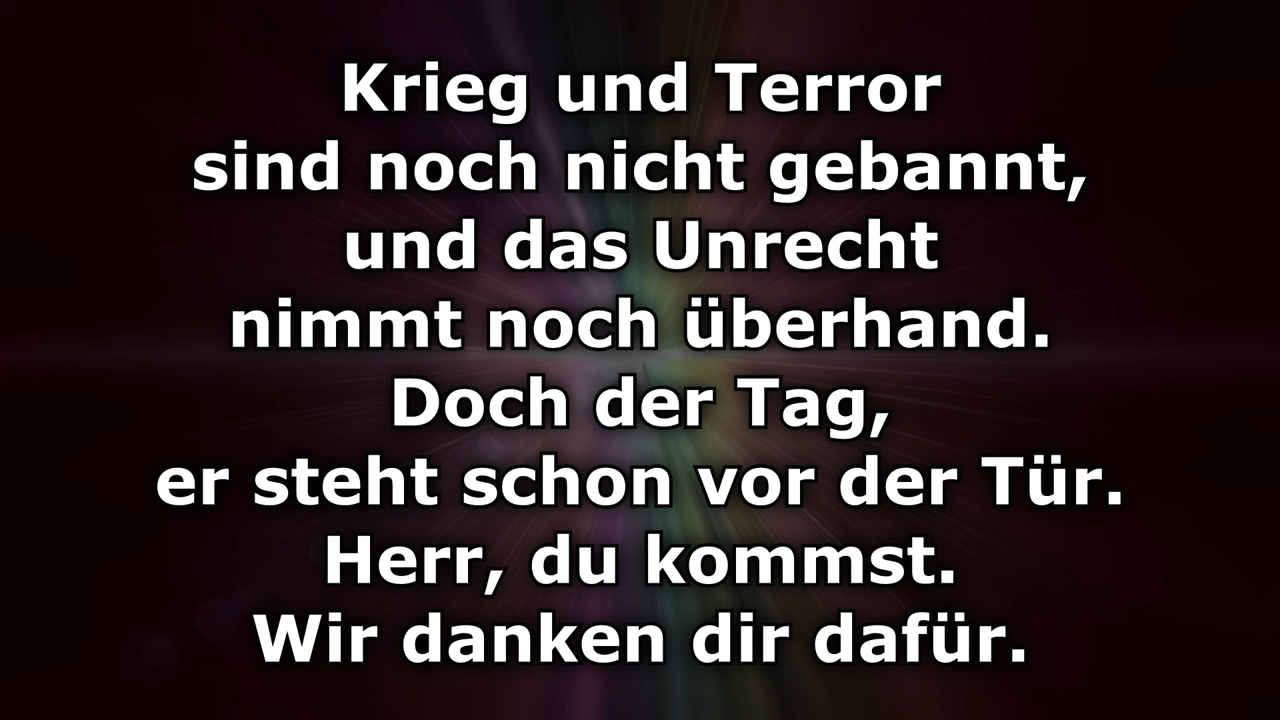 Krieg und Terror
sind noch nicht gebannt,
und das Unrecht
nimmt noch überhand.
Doch der Tag,
er steht schon vor der Tür.
Herr, du kommst.
Wir danken dir dafür.